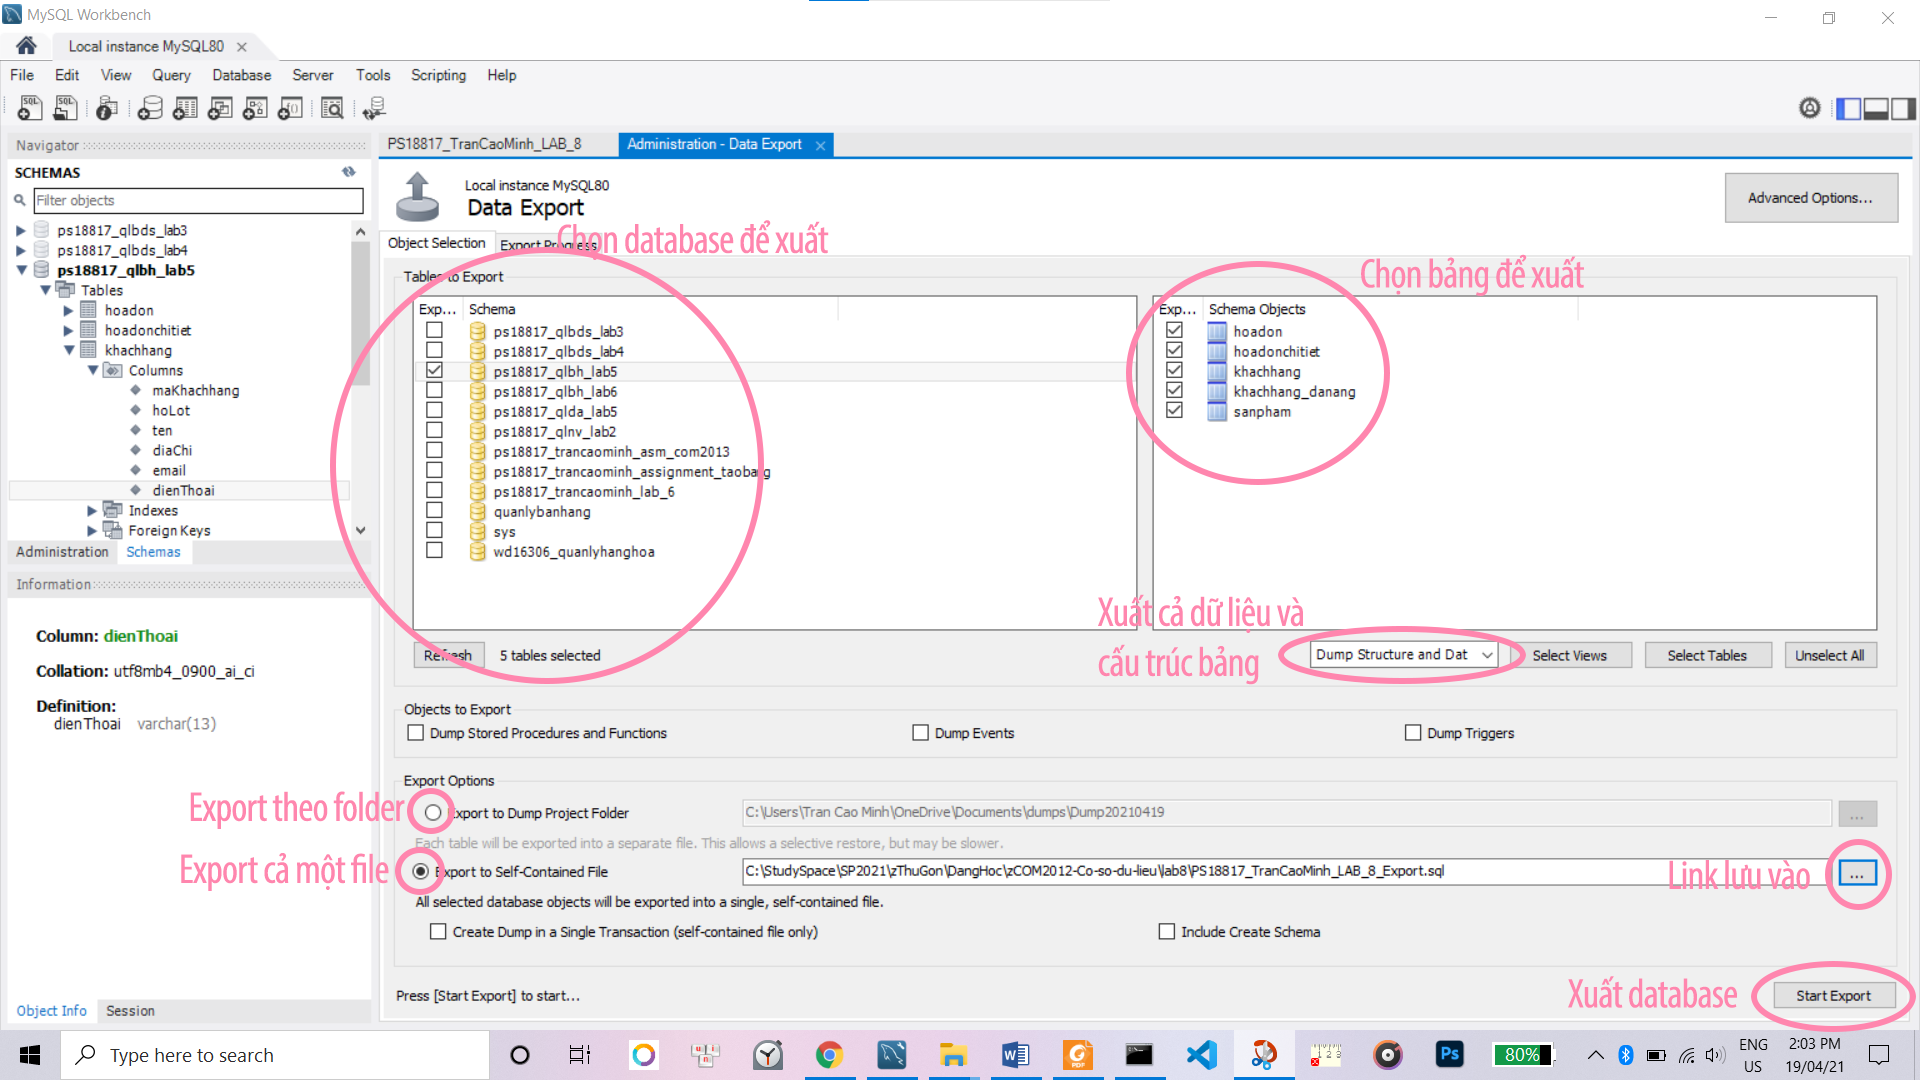 MySQL Workbench
Local instance MySQL80
File Edit View Query Database Server Tools Scripting Help
Navigator
SCHEMAS
Filter objects
ps18817_qlbds_lab3
ps18817_qlbds_lab4
ps18817_qlbh_lab5
Tables
hoadon
hoadonchitiet
khachhang
Columns
maKhachhang
hoLot
ten
diaChi
email
dienThoai
Indexes
Foreign Keys
Administration Schemas
Information
Column: dienThoai
Collation: utf8mb4_0900_ai_ci
Definition:
dienThoai varchar(13)
Object Info Session
PS18817_TranCaoMinh_LAB_8 Administration - Data Export
Local instance MySQL80
Data Export
Advanced Options...
Object Selection Export Progress
Chọn database để xuất
Chọn bảng để xuất
Tables to Export
Exp... Schema
ps18817_qlbds_lab3
ps18817_qlbds_lab4
ps18817_qlbh_lab5
ps18817_qlbh_lab6
ps18817_qlda_lab5
ps18817_qlnv_lab2
ps18817_trancaominh_asm_com2013
ps18817_trancaominh_assignment_taobang
ps18817_trancaominh_lab_6
quanlybanhang
sys
wd16306_quanlyhanghoa
Exp... Schema Objects
hoadon
hoadonchitiet
khachhang
khachhang_danang
sanpham
Xuất cả dữ liệu và
cấu trúc bảng
Refresh 5 tables selected
Dump Structure and Dat Select Views Select Tables Unselect All
Objects to Export
Dump Stored Procedures and Functions Dump Events Dump Triggers
Export Options
Export theo folder
Export to Dump Project Folder C:\Users\Tran Cao Minh\OneDrive\Documents\dumps\Dump20210419 ...
Each table will be exported into a separate file. This allows a selective restore, but may be slower.
Export cả một file
Export to Self-Contained File C:\StudySpace\SP2021\zThuGon\DangHoc\zCOM2012-Co-so-du-lieu\lab8\PS18817_TranCaoMinh_LAB_8_Export.sql
Link lưu vào ...
All selected database objects will be exported into a single, self-contained file.
Create Dump in a Single Transaction (self-contained file only) Include Create Schema
Press [Start Export] to start...
Xuất database
Start Export
Type here to search
80%
ENG
US
2:03 PM
19/04/21